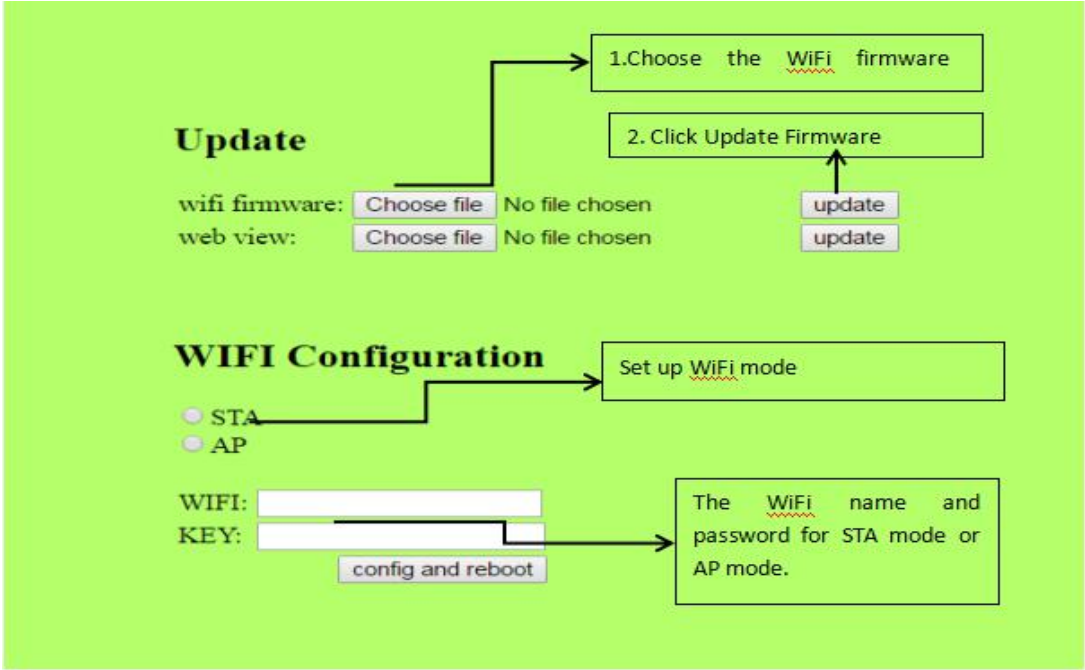 1.Choose the WiFi firmware
Update
2. Click Update Firmware
wifi firmware: Choose file No file chosen update
web view: Choose file No file chosen update
WIFI Configuration
Set up WiFi mode
STA
AP
WIFI:
KEY:
config and reboot
The WiFi name and
password for STA mode or
AP mode.